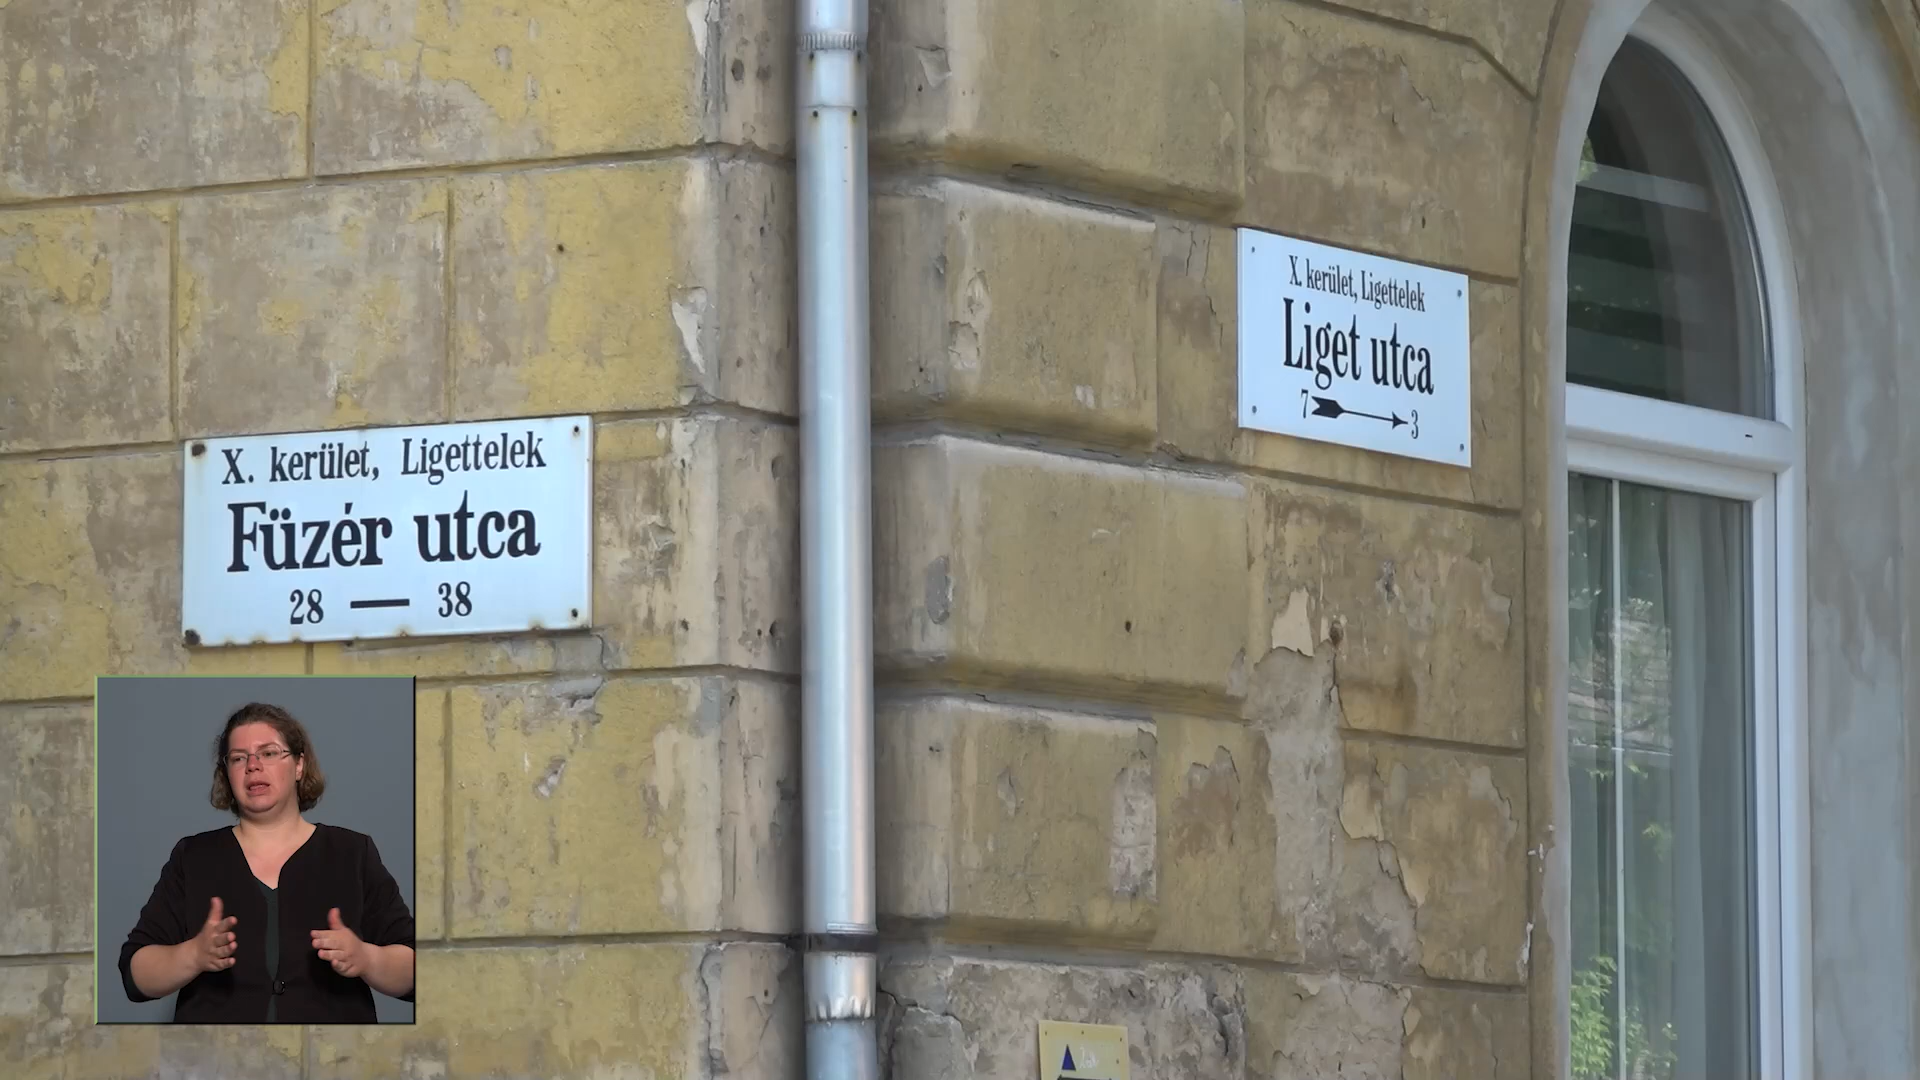 X. kerület, Ligettelek
Füzér utca
28 — 38
X. kerület, Ligettelek
Liget utca
7 → 3